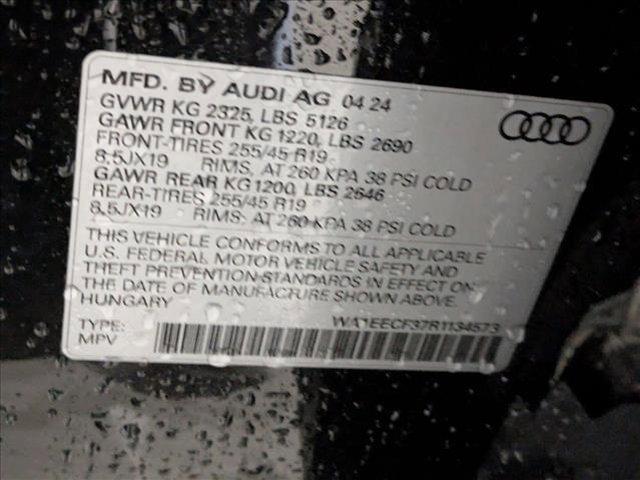 MFD. BY AUDI AG 04 24
GVWR KG 2325, LBS 5126
GAWR FRONT KG 1220, LBS 2690
FRONT-TIRES 255/45 R19
8,5JX19 RIMS, AT 260 KPA 38 PSI COLD
GAWR REAR KG1200, LBS 2646
REAR-TIRES 255/45 R19
8,5JX19 RIMS- AT 260 KPA 38 PSI COLD
THIS VEHICLE CONFORMS TO ALL APPLICABLE
U.S. FEDERAL MOTOR VEHICLE SAFETY AND
THEFT PREVENTION-STANDARDS IN EFFECT ON
THE DATE OF MANUFACTURE SHOWN ABOVE.
HUNGARY
WA1EECF37R1134573
TYPE:
MPV